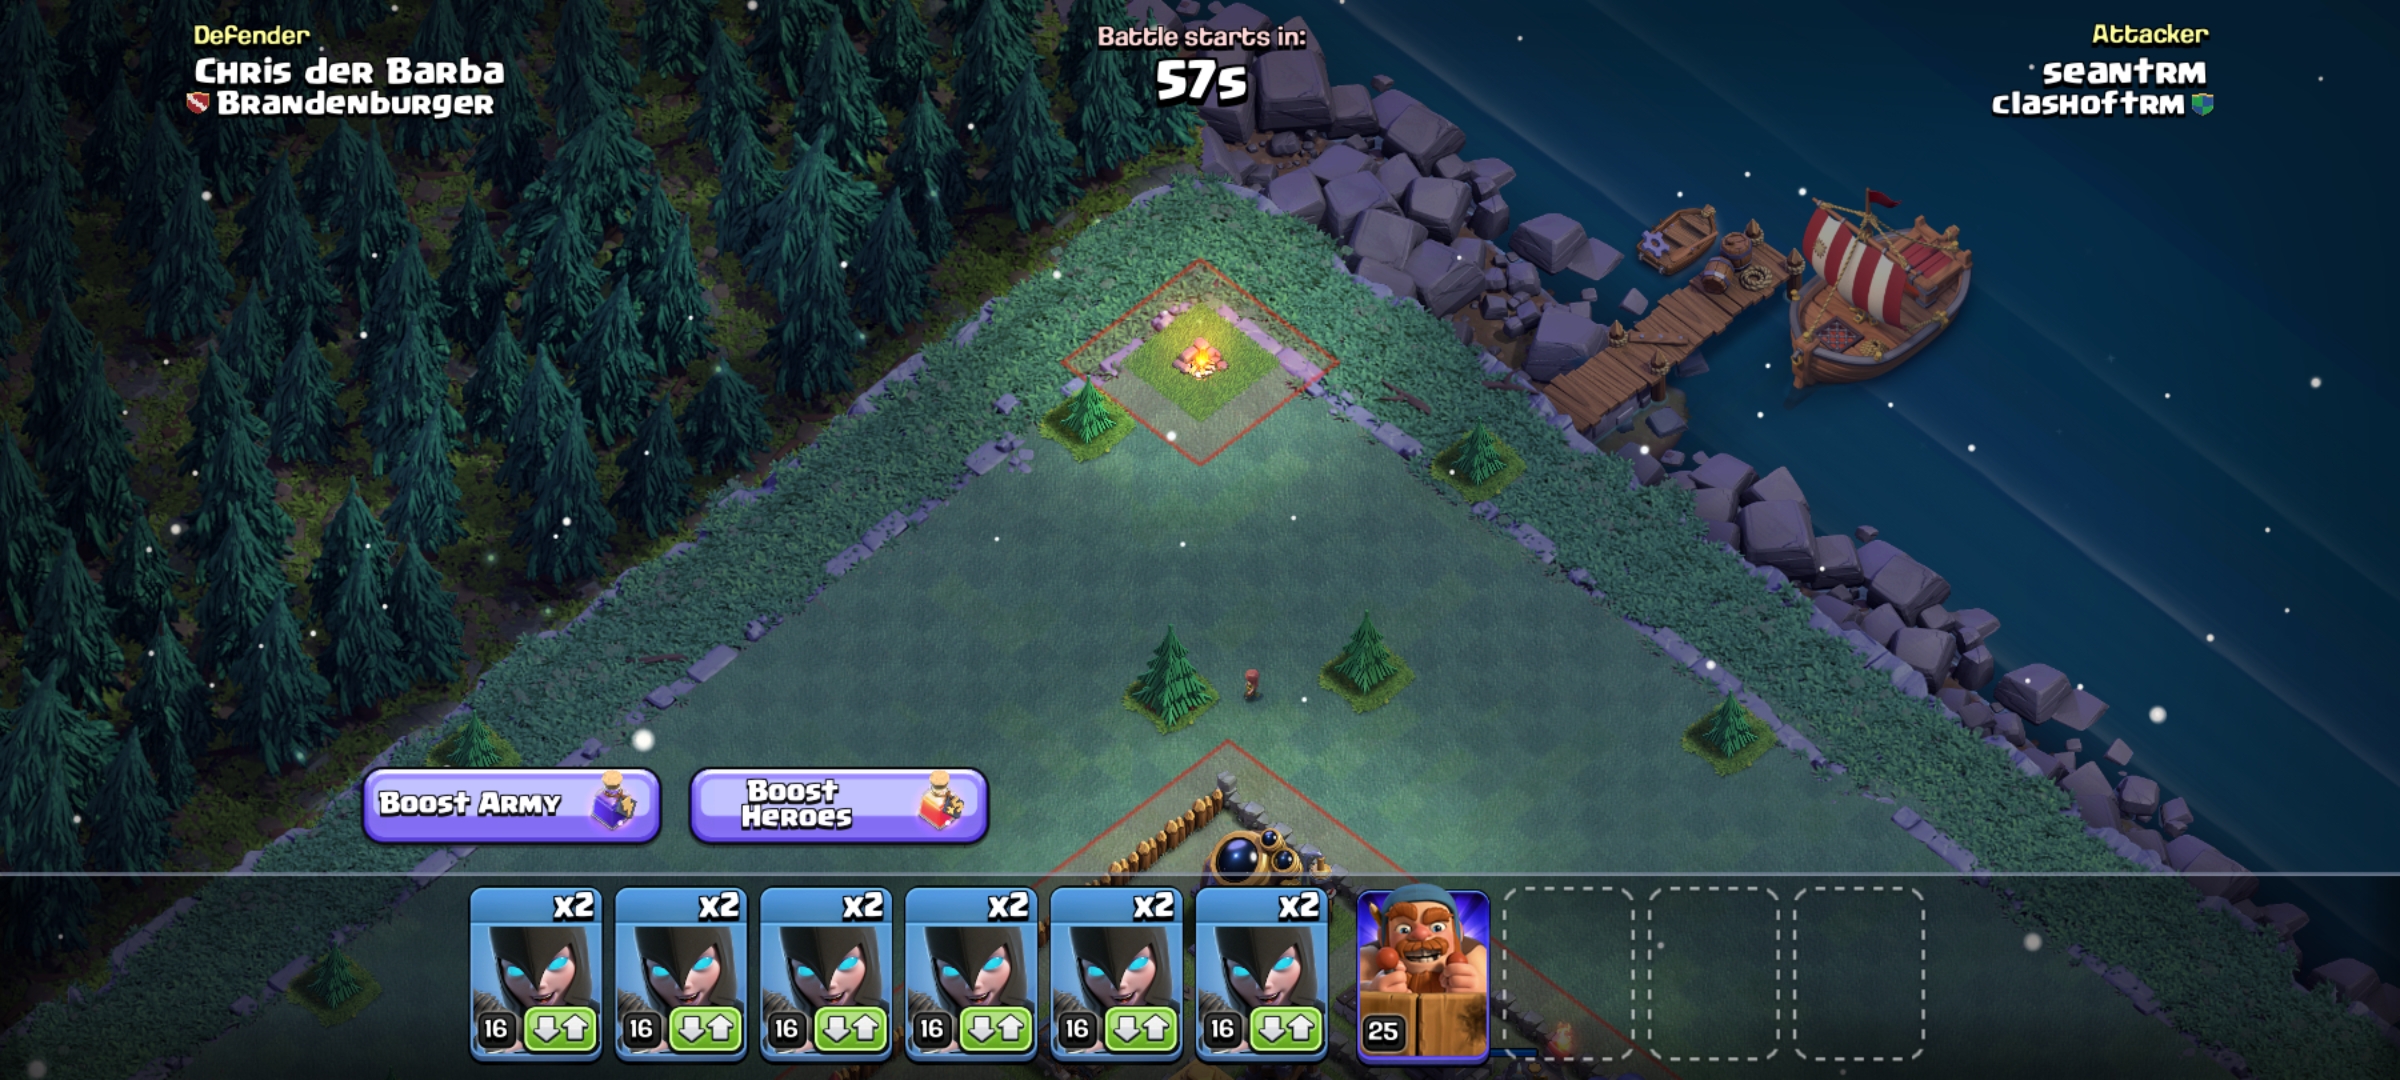 Defender
Chris der Barba
Brandenburger
Battle starts in:
57s
Attacker
seantRM
clashoftRM
Boost Army
Boost
Heroes
x2
x2
x2
x2
x2
x2
16
16
16
16
16
16
25